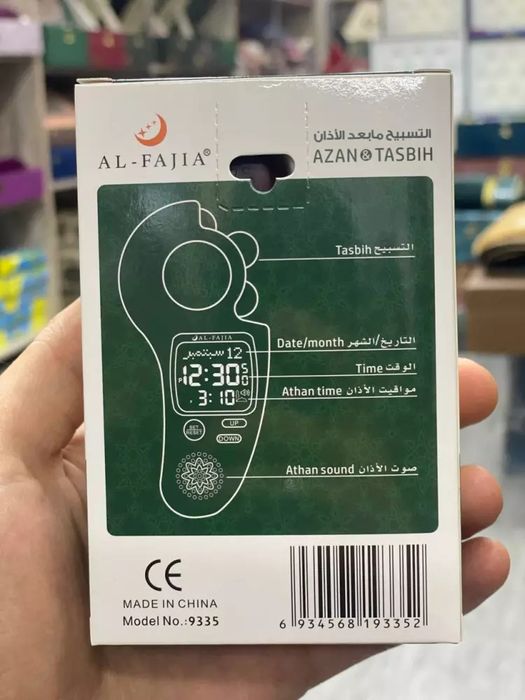 التسبيح مابعد الأذان
AL-FAJIA®
AZAN & TASBIH
Tasbih التسبيح
AL-FAJIA
Date/month التاريخ/الشهر
12 سبتمبر
Time الوقت
P 12:30 50
Athan time مواقيت الأذان
3:10
SET RESET
UP
DOWN
Athan sound صوت الأذان
CE
MADE IN CHINA
Model No.:9335
6 934568 193352